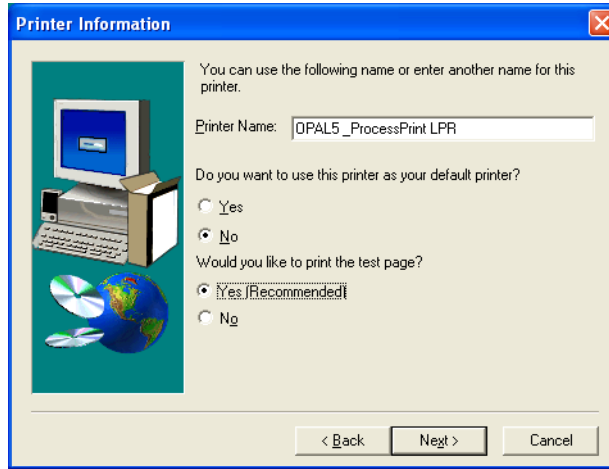 Printer Information
You can use the following name or enter another name for this
printer.
Printer Name: OPAL5 _ProcessPrint LPR
Do you want to use this printer as your default printer?
Yes
No
Would you like to print the test page?
Yes (Recommended)
No
< Back Next > Cancel